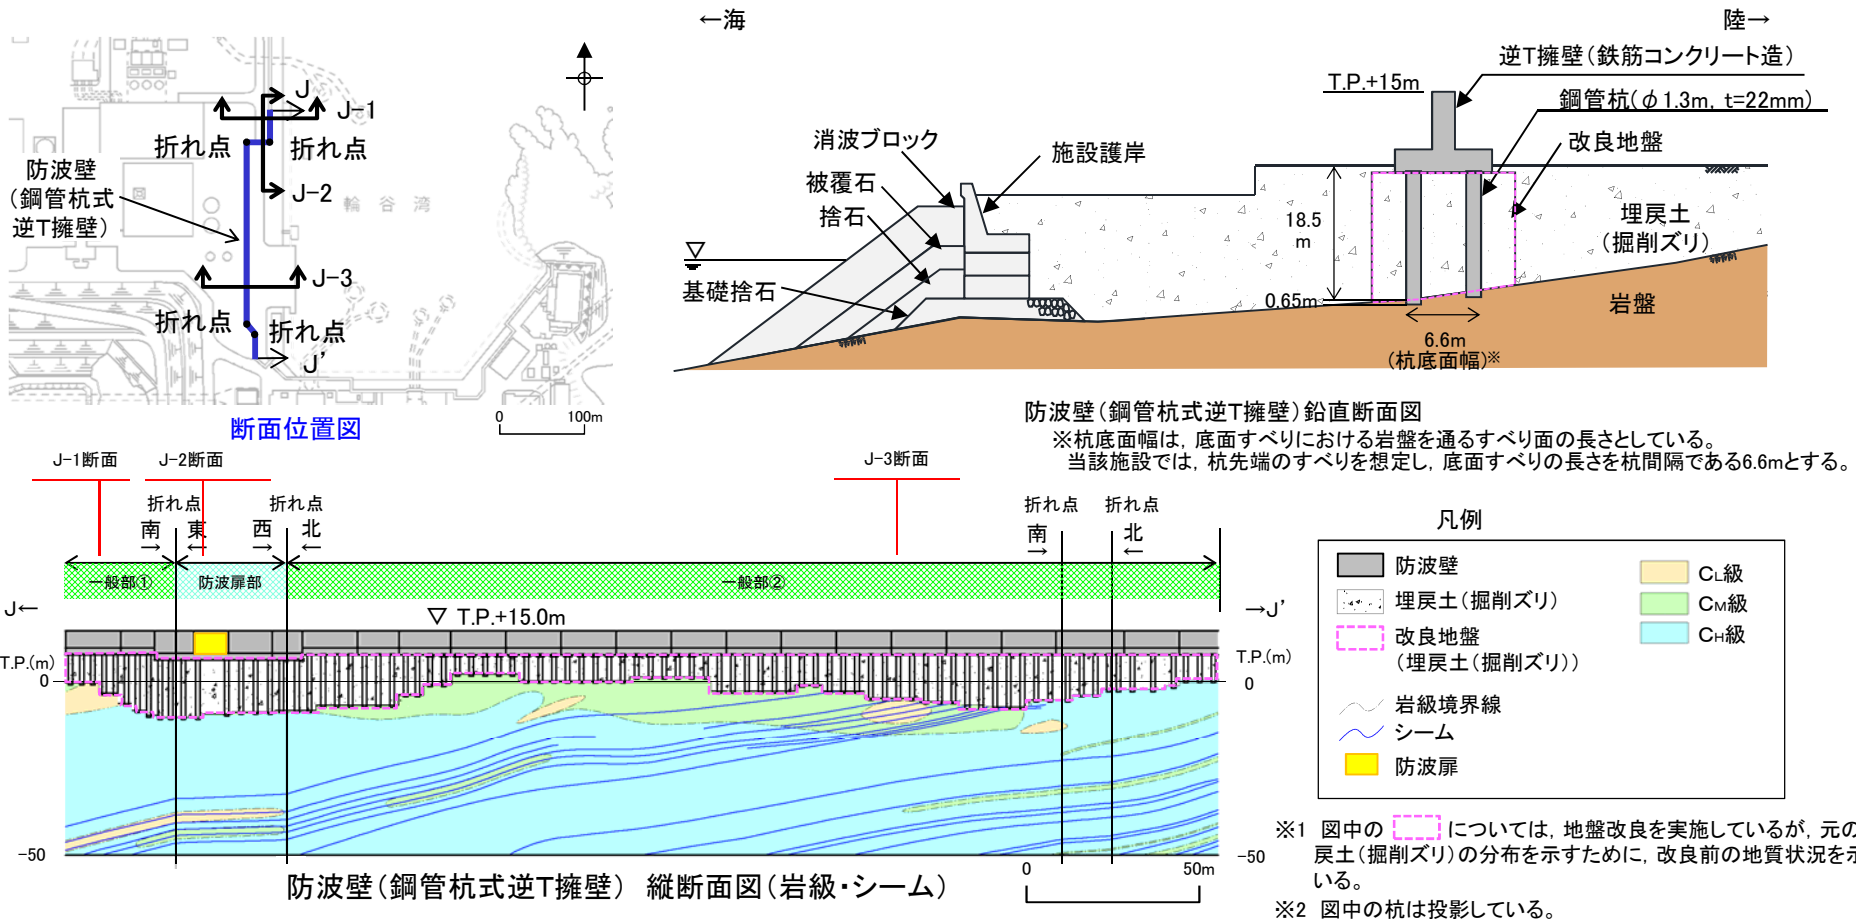 ←海
陸→
J
J-1
折れ点
折れ点
防波壁
(鋼管杭式
逆T擁壁)
J-2
輪谷湾
J-3
折れ点
折れ点
J'
断面位置図
0
100m
逆T擁壁(鉄筋コンクリート造)
T.P.+15m
鋼管杭(φ1.3m, t=22mm)
消波ブロック
施設護岸
改良地盤
被覆石
捨石
18.5
m
埋戻土
(掘削ズリ)
基礎捨石
0.65m
岩盤
6.6m
(杭底面幅)※
防波壁(鋼管杭式逆T擁壁)鉛直断面図
※杭底面幅は, 底面すべりにおける岩盤を通るすべり面の長さとしている。
当該施設では, 杭先端のすべりを想定し, 底面すべりの長さを杭間隔である6.6mとする。
J-1断面
J-2断面
J-3断面
折れ点
折れ点
折れ点
折れ点
南→
東←
西→
北←
南→
北←
一般部①
防波扉部
一般部②
J←
→J'
▽ T.P.+15.0m
T.P.(m)
T.P.(m)
0
0
-50
-50
0
50m
防波壁(鋼管杭式逆T擁壁) 縦断面図(岩級・シーム)
凡例
防波壁
埋戻土(掘削ズリ)
改良地盤
(埋戻土(掘削ズリ))
岩級境界線
シーム
防波扉
CL級
CM級
CH級
※1 図中の については, 地盤改良を実施しているが, 元の
戻土(掘削ズリ)の分布を示すために, 改良前の地質状況を
いる。
※2 図中の杭は投影している。